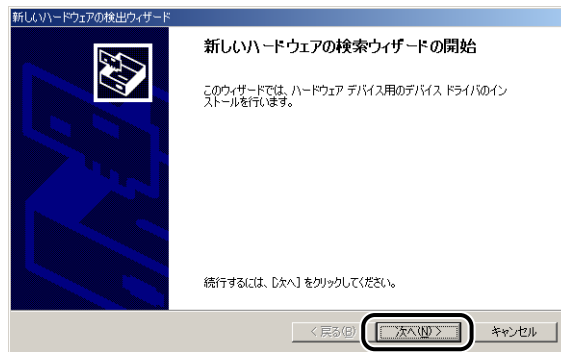 新しいハードウェアの検出ウィザード
新しいハードウェアの検索ウィザードの開始
このウィザードでは、ハードウェア デバイス用のデバイス ドライバのイン
ストールを行います。
続行するには、[次へ] をクリックしてください。
< 戻る(B)
次へ(N) >
キャンセル